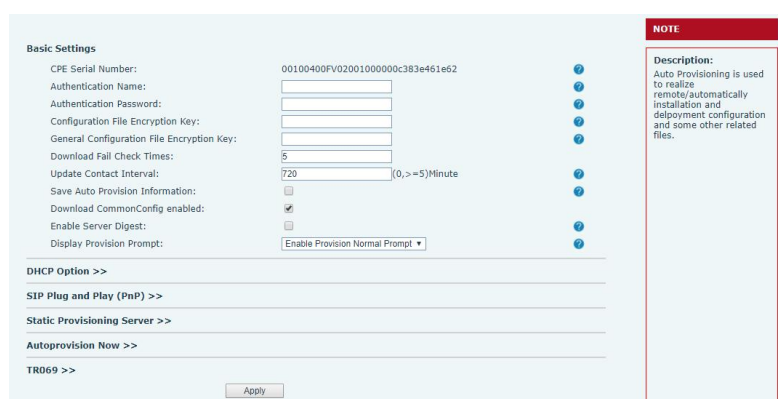 NOTE
Basic Settings
CPE Serial Number: 00100400FV02001000000c383e461e62
Authentication Name:
Authentication Password:
Configuration File Encryption Key:
General Configuration File Encryption Key:
Download Fail Check Times: 5
Update Contact Interval: 720 (0,>=5)Minute
Save Auto Provision Information:
Download CommonConfig enabled:
Enable Server Digest:
Display Provision Prompt: Enable Provision Normal Prompt
DHCP Option >>
SIP Plug and Play (PnP) >>
Static Provisioning Server >>
Autoprovision Now >>
TR069 >>
Apply
Description:
Auto Provisioning is used
to realize
remote/automatically
installation and
delpoyment configuration
and some other related
files.